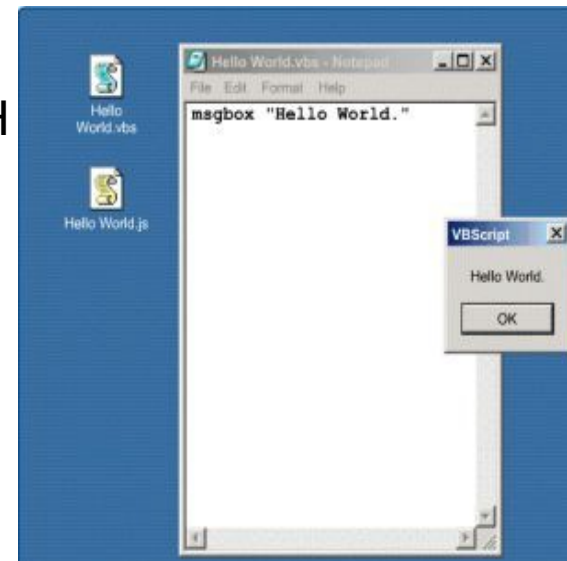 H
Hello
World.vbs
Hello World.js
Hello World.vbs - Notepad
File Edit Format Help
msgbox "Hello World."
VBScript
Hello World.
OK